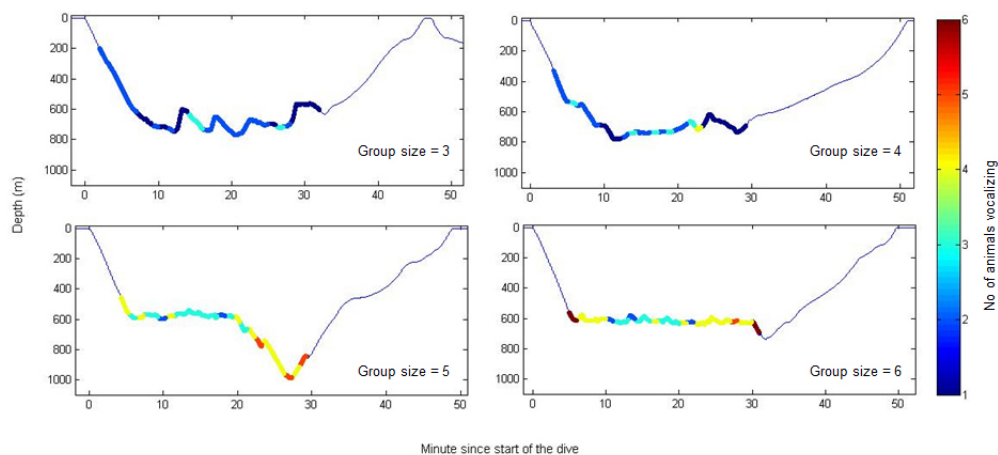 0
200
400
600
800
1000
0 10 20 30 40 50
Group size = 3
0
200
400
600
800
1000
0 10 20 30 40 50
Group size = 4
0
200
400
600
800
1000
0 10 20 30 40 50
Group size = 5
0
200
400
600
800
1000
0 10 20 30 40 50
Group size = 6
Depth (m)
Minute since start of the dive
6
5
4
3
2
1
No of animals vocalizing